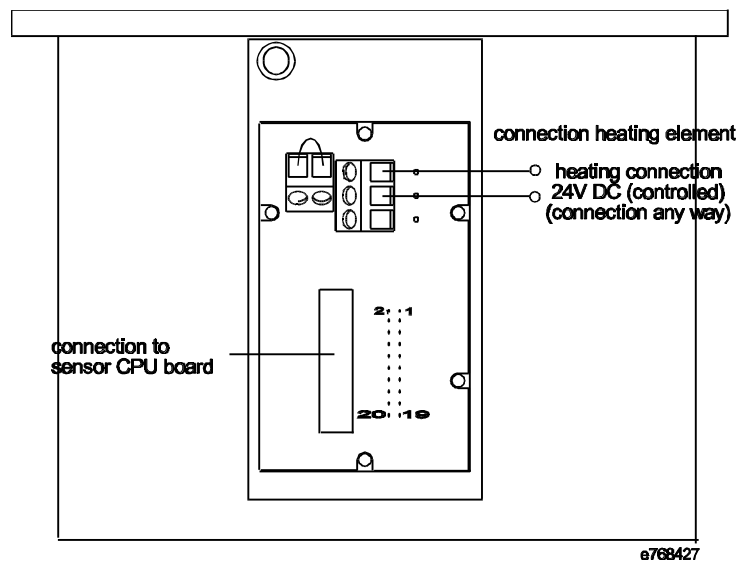 connection heating element
heating connection
24V DC (controlled)
(connection any way)
2 1
connection to
sensor CPU board
20 19
e768427